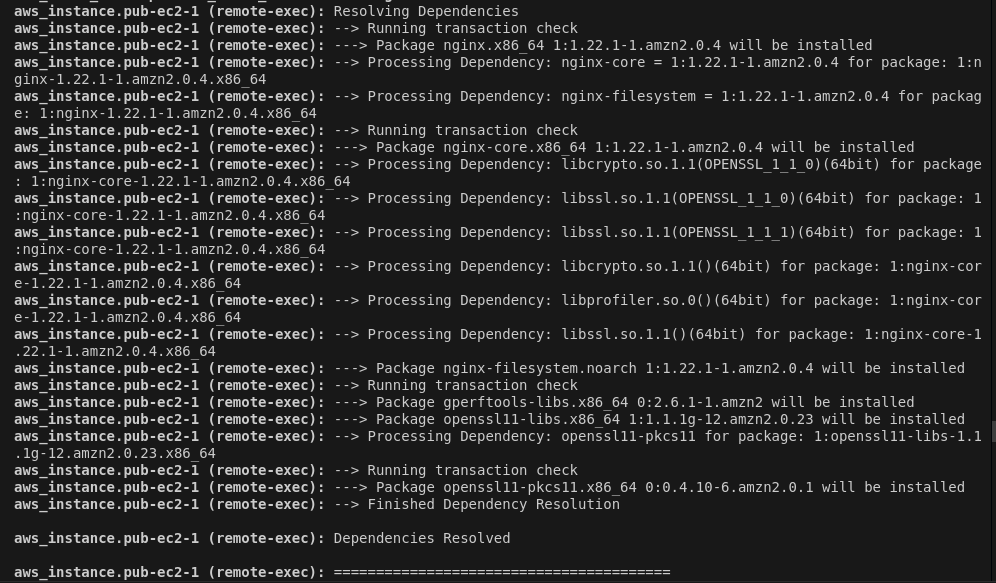 aws_instance.pub-ec2-1 (remote-exec): Resolving Dependencies
aws_instance.pub-ec2-1 (remote-exec): --> Running transaction check
aws_instance.pub-ec2-1 (remote-exec): ---> Package nginx.x86_64 1:1.22.1-1.amzn2.0.4 will be installed
aws_instance.pub-ec2-1 (remote-exec): --> Processing Dependency: nginx-core = 1:1.22.1-1.amzn2.0.4 for package: 1:n
ginx-1.22.1-1.amzn2.0.4.x86_64
aws_instance.pub-ec2-1 (remote-exec): --> Processing Dependency: nginx-filesystem = 1:1.22.1-1.amzn2.0.4 for packag
e: 1:nginx-1.22.1-1.amzn2.0.4.x86_64
aws_instance.pub-ec2-1 (remote-exec): --> Running transaction check
aws_instance.pub-ec2-1 (remote-exec): ---> Package nginx-core.x86_64 1:1.22.1-1.amzn2.0.4 will be installed
aws_instance.pub-ec2-1 (remote-exec): --> Processing Dependency: libcrypto.so.1.1(OPENSSL_1_1_0)(64bit) for package
: 1:nginx-core-1.22.1-1.amzn2.0.4.x86_64
aws_instance.pub-ec2-1 (remote-exec): --> Processing Dependency: libssl.so.1.1(OPENSSL_1_1_0)(64bit) for package: 1
:nginx-core-1.22.1-1.amzn2.0.4.x86_64
aws_instance.pub-ec2-1 (remote-exec): --> Processing Dependency: libssl.so.1.1(OPENSSL_1_1_1)(64bit) for package: 1
:nginx-core-1.22.1-1.amzn2.0.4.x86_64
aws_instance.pub-ec2-1 (remote-exec): --> Processing Dependency: libcrypto.so.1.1()(64bit) for package: 1:nginx-cor
e-1.22.1-1.amzn2.0.4.x86_64
aws_instance.pub-ec2-1 (remote-exec): --> Processing Dependency: libprofiler.so.0()(64bit) for package: 1:nginx-cor
e-1.22.1-1.amzn2.0.4.x86_64
aws_instance.pub-ec2-1 (remote-exec): --> Processing Dependency: libssl.so.1.1()(64bit) for package: 1:nginx-core-1
.22.1-1.amzn2.0.4.x86_64
aws_instance.pub-ec2-1 (remote-exec): ---> Package nginx-filesystem.noarch 1:1.22.1-1.amzn2.0.4 will be installed
aws_instance.pub-ec2-1 (remote-exec): --> Running transaction check
aws_instance.pub-ec2-1 (remote-exec): ---> Package gperftools-libs.x86_64 0:2.6.1-1.amzn2 will be installed
aws_instance.pub-ec2-1 (remote-exec): ---> Package openssl11-libs.x86_64 1:1.1.1g-12.amzn2.0.23 will be installed
aws_instance.pub-ec2-1 (remote-exec): --> Processing Dependency: openssl11-pkcs11 for package: 1:openssl11-libs-1.1
.1g-12.amzn2.0.23.x86_64
aws_instance.pub-ec2-1 (remote-exec): --> Running transaction check
aws_instance.pub-ec2-1 (remote-exec): ---> Package openssl11-pkcs11.x86_64 0:0.4.10-6.amzn2.0.1 will be installed
aws_instance.pub-ec2-1 (remote-exec): --> Finished Dependency Resolution
aws_instance.pub-ec2-1 (remote-exec): Dependencies Resolved
aws_instance.pub-ec2-1 (remote-exec): ========================================